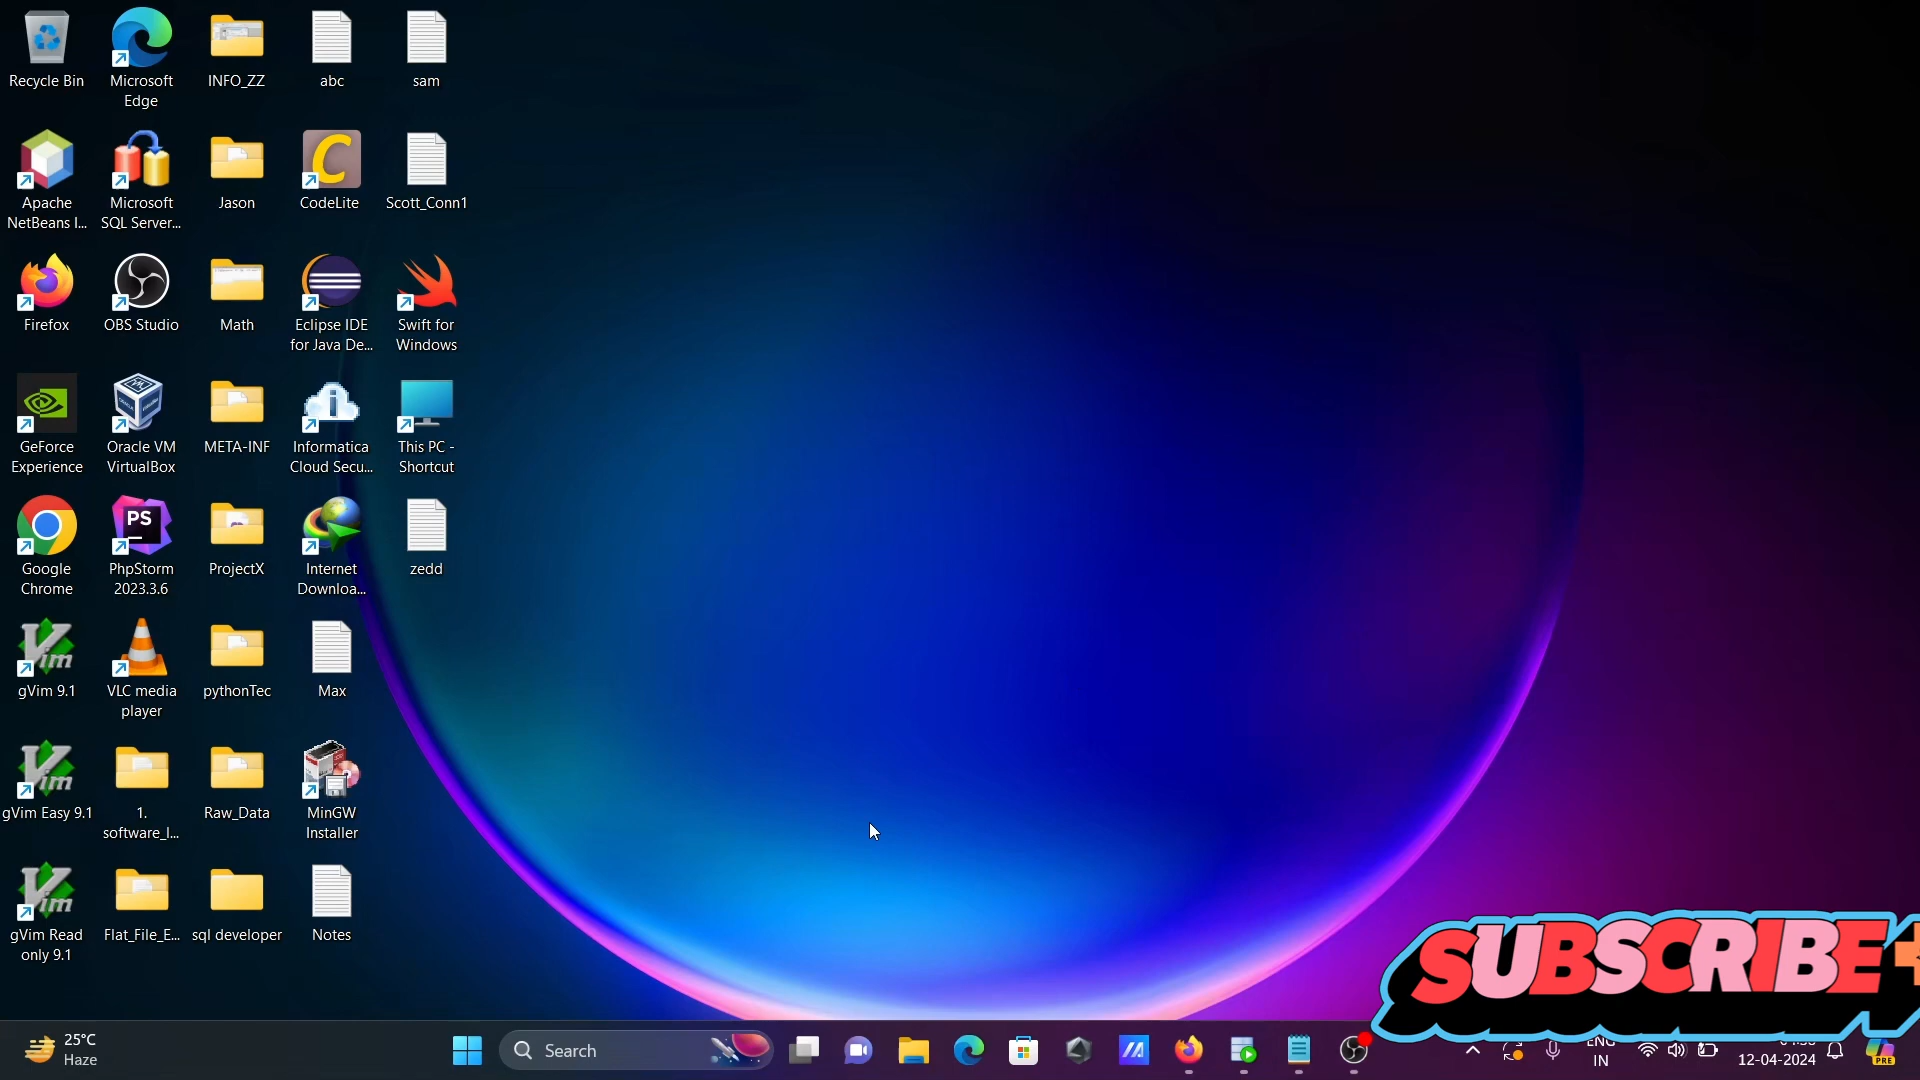 Recycle Bin
Microsoft
Edge
INFO_ZZ
abc
sam
Apache
NetBeans I...
Microsoft
SQL Server...
Jason
CodeLite
Scott_Conn1
Firefox
OBS Studio
Math
Eclipse IDE
for Java De...
Swift for
Windows
GeForce
Experience
Oracle VM
VirtualBox
META-INF
Informatica
Cloud Secu...
This PC -
Shortcut
Google
Chrome
PS
PhpStorm
2023.3.6
ProjectX
Internet
Downloa...
zedd
gVim 9.1
VLC media
player
pythonTec
Max
gVim Easy 9.1
1.
software_I...
Raw_Data
MinGW
Installer
gVim Read
only 9.1
Flat_File_E...
sql developer
Notes
SUBSCRIBE
25°C
Haze
Search
ENG
IN
12-04-2024
PRE